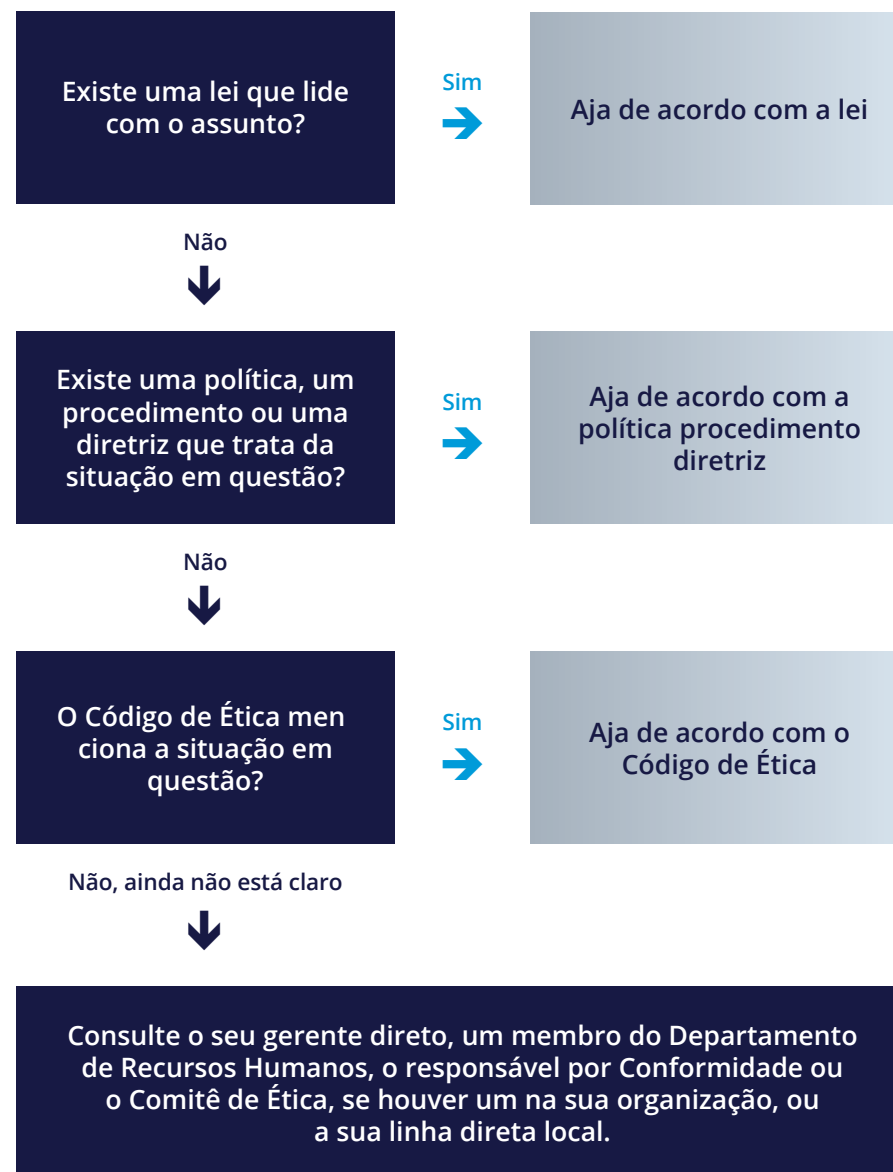 Existe uma lei que lide
com o assunto?
Sim
Aja de acordo com a lei
Não
Existe uma política, um
procedimento ou uma
diretriz que trata da
situação em questão?
Sim
Aja de acordo com a
política procedimento
diretriz
Não
O Código de Ética men
ciona a situação em
questão?
Sim
Aja de acordo com o
Código de Ética
Não, ainda não está claro
Consulte o seu gerente direto, um membro do Departamento
de Recursos Humanos, o responsável por Conformidade ou
o Comitê de Ética, se houver um na sua organização, ou
a sua linha direta local.